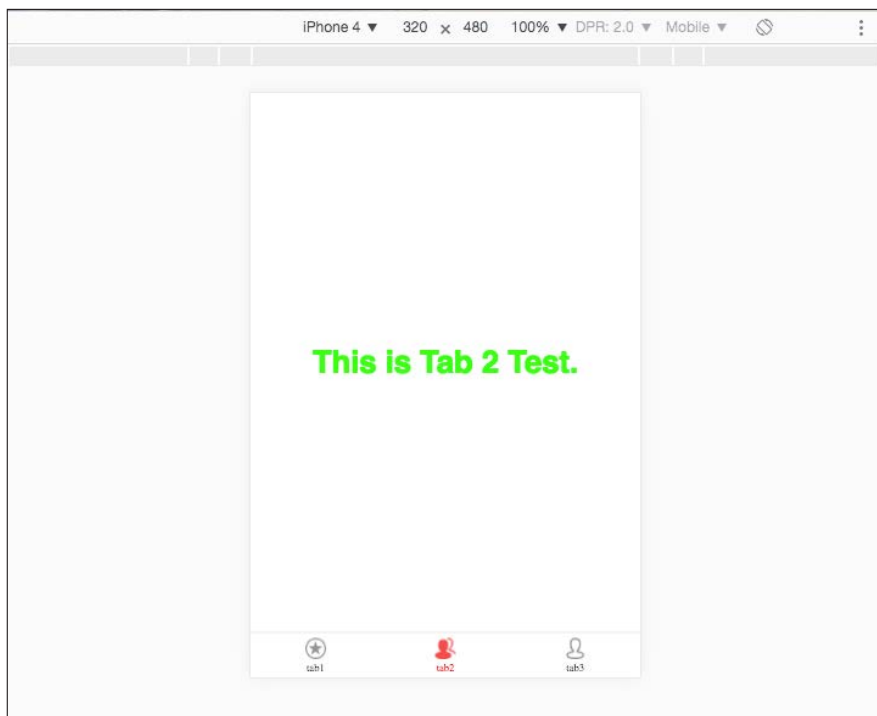 iPhone 4 ▼ 320 × 480 100% ▼ DPR: 2.0 ▼ Mobile ▼
This is Tab 2 Test.
tab1 tab2 tab3